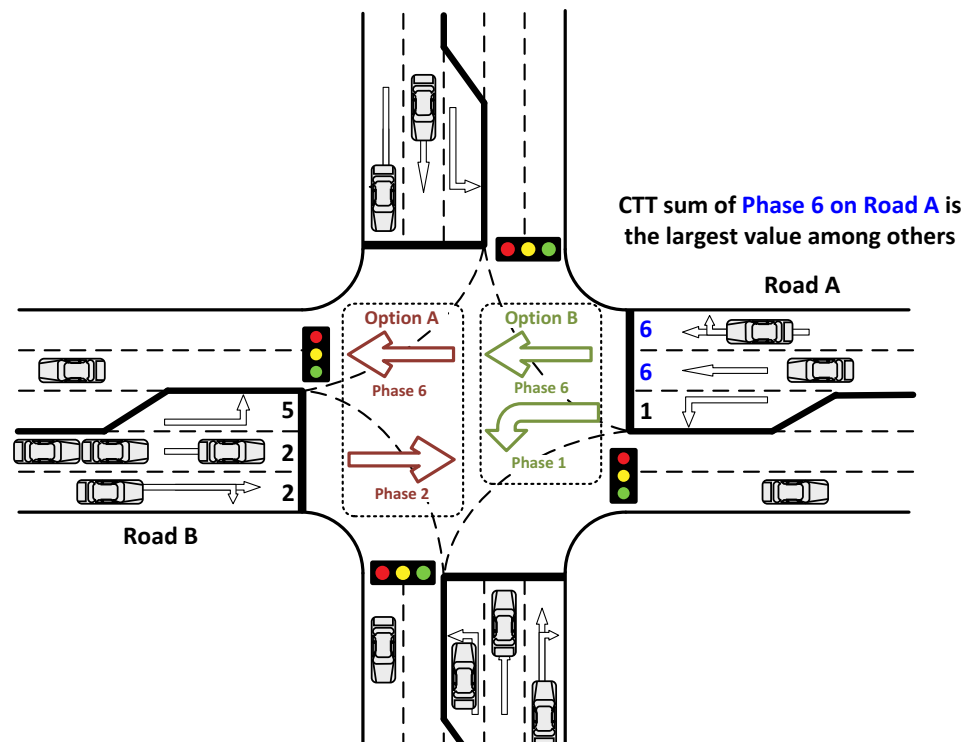 CTT sum of Phase 6 on Road A is
the largest value among others
Road A
Option A
Option B
6
Phase 6
Phase 6
6
5
1
2
Phase 1
Phase 2
2
Road B